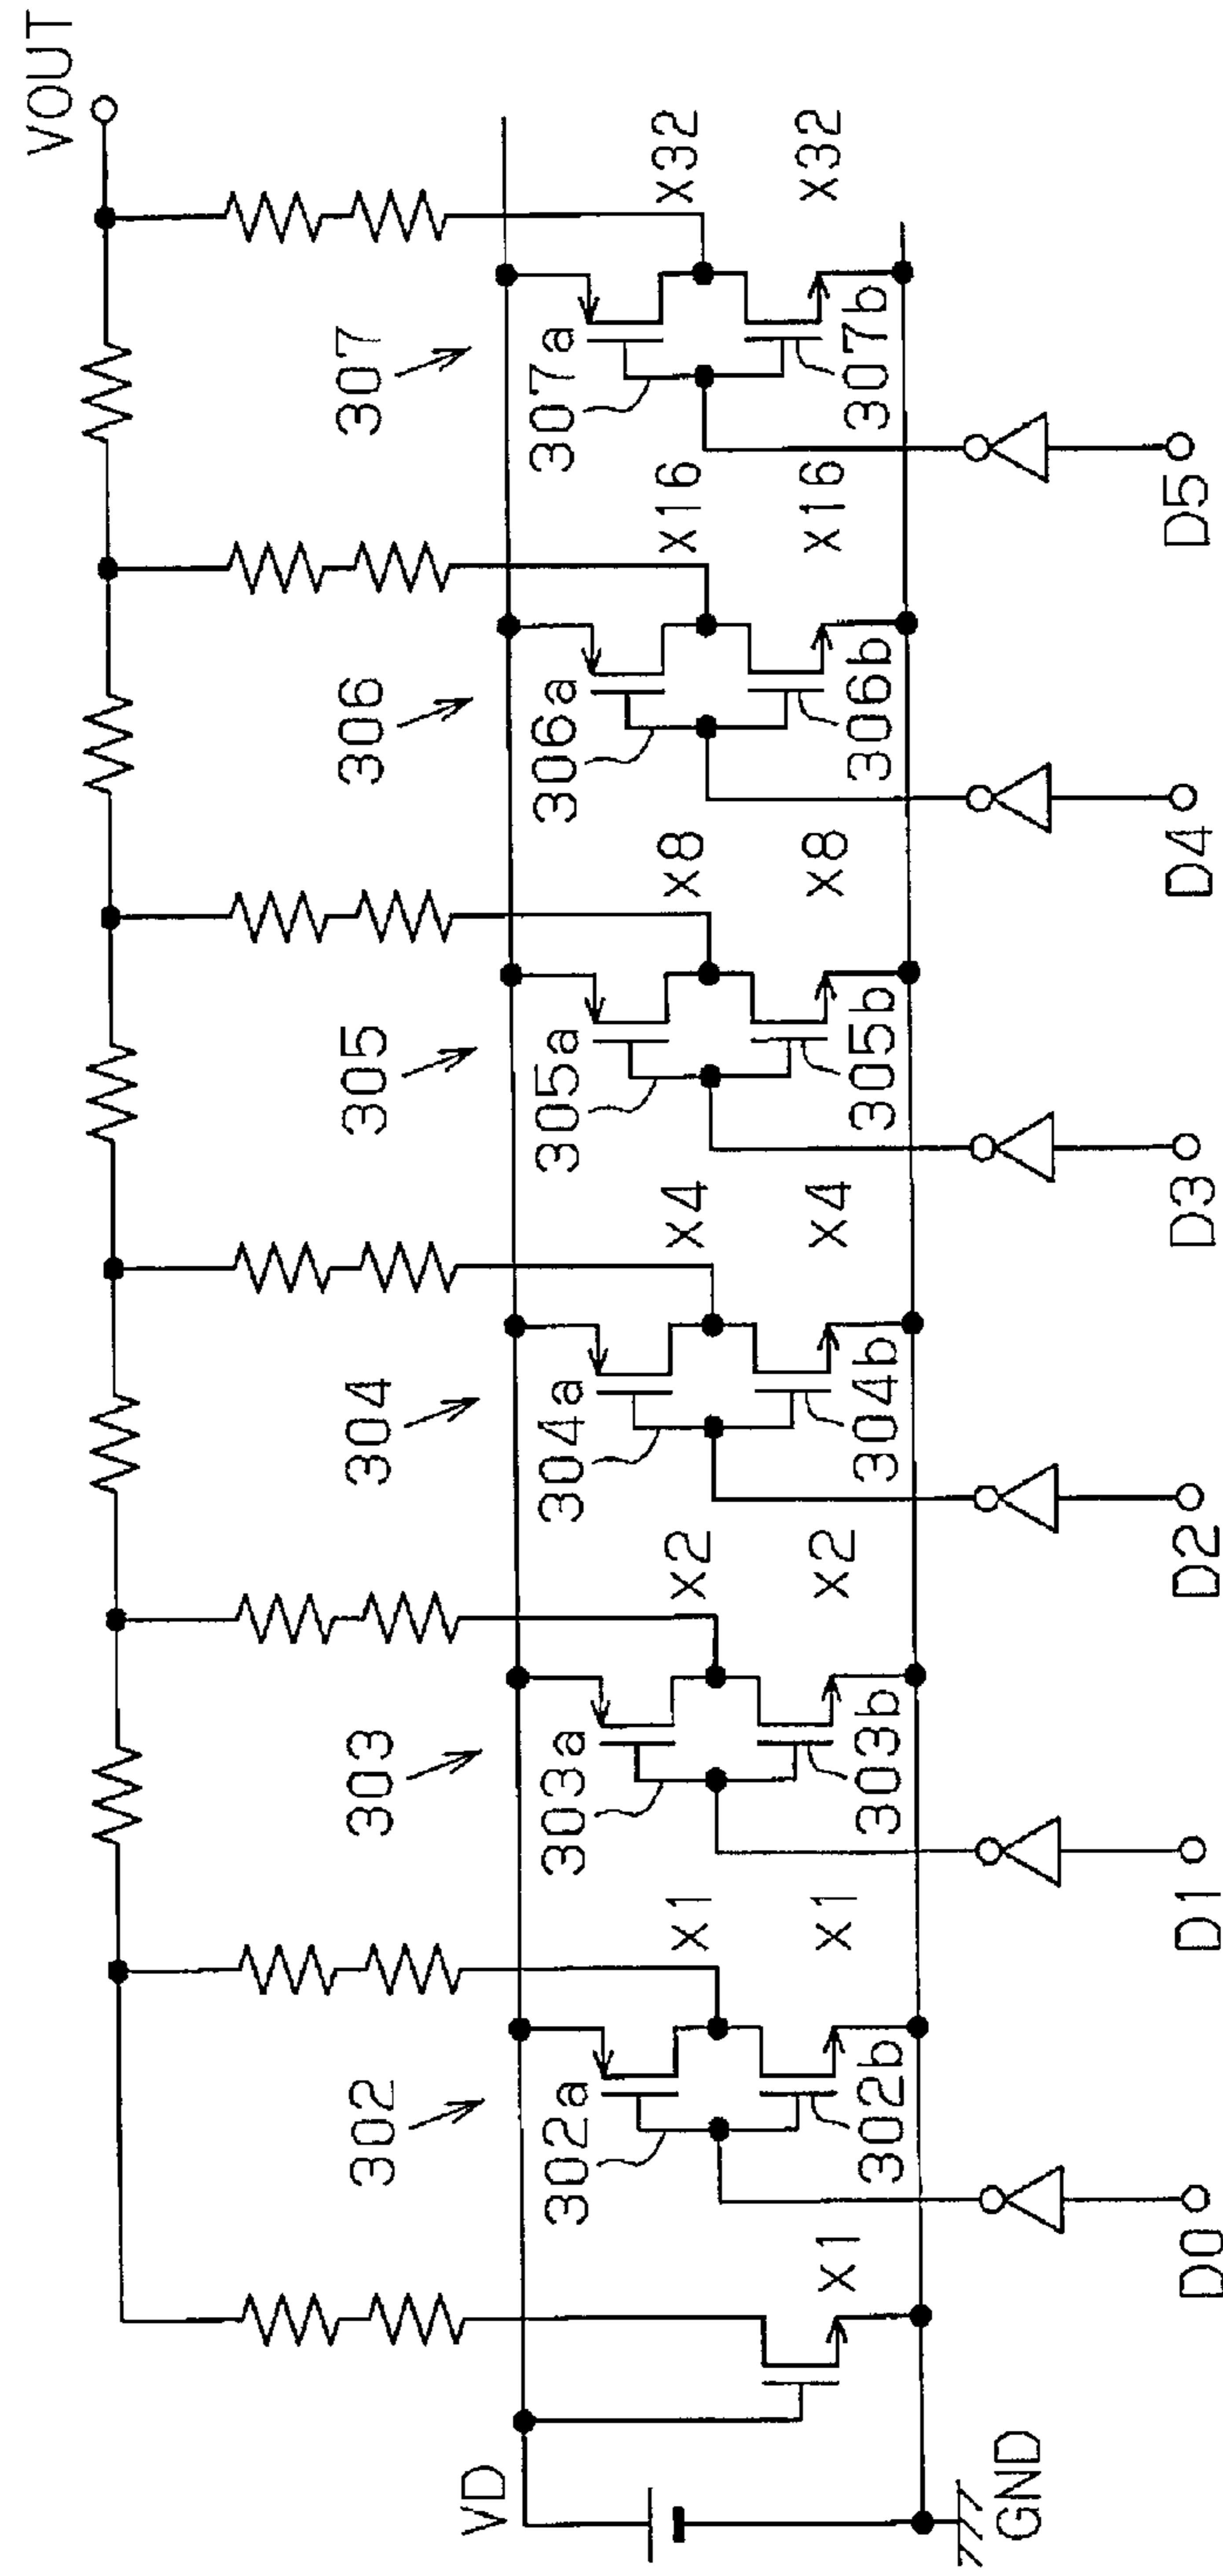 VOUT
302
303
304
305
306
307
VD
302a
303a
304a
305a
306a
307a
X1
X2
X4
X8
X16
X32
X1
X1
X2
X4
X8
X16
X32
302b
303b
304b
305b
306b
307b
GND
D0
D1
D2
D3
D4
D5